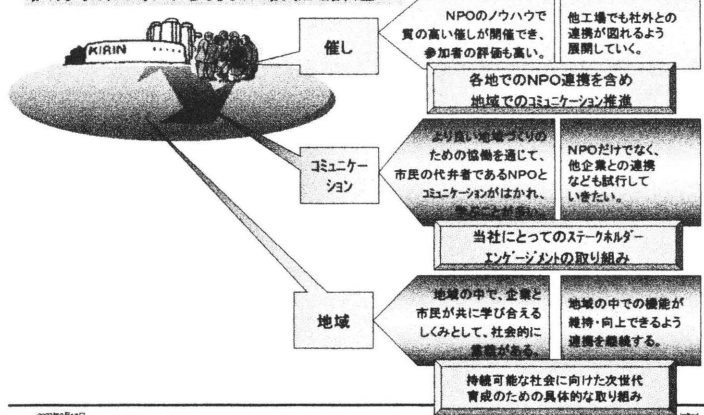 KIRIN
催し
NPOのノウハウで
質の高い催しが開催でき、
参加者の評価も高い。
他工場でも社外との
連携が図れるよう
展開していく。
各地でのNPO連携を含め
地域でのコミュニケーション推進
コミュニケー
ション
より良い地域づくりの
ための協働を通じて、
市民の代弁者であるNPOと
コミュニケーションがはかれ、
学ぶことが多い。
NPOだけでなく、
他企業との連携
なども試行して
いきたい。
当社にとってのステークホルダー
エンゲージメントの取り組み
地域
地域の中で、企業と
市民が共に学び合える
しくみとして、社会的に
意義がある。
地域の中での機能が
維持・向上できるよう
連携を継続する。
持続可能な社会に向けた次世代
育成のための具体的な取り組み